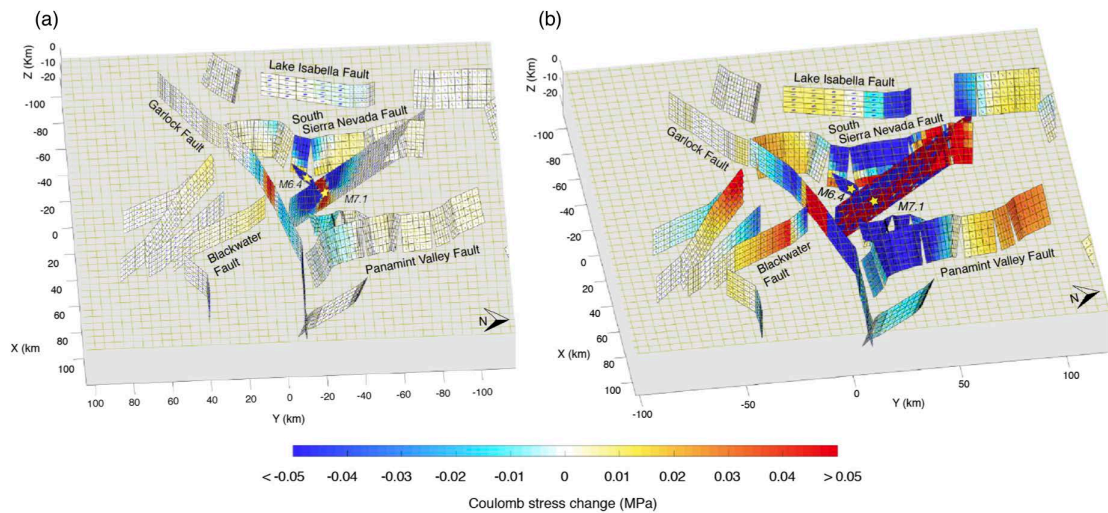 (a)
Z (Km)
0
-10
-20
-100
-80
-60
-40
-20
0
20
40
60
80
100
X (km
100
80
60
40
20
0
-20
-40
-60
-80
-100
Y (km)
Lake Isabella Fault
Garlock Fault
South
Sierra Nevada Fault
M6.4
M7.1
Blackwater
Fault
Panamint Valley Fault
N
(b)
Z (Km)
0
-10
-20
-100
-80
-60
-40
-20
0
20
40
60
80
100
X (km)
-100
-50
0
50
100
Y (km)
Lake Isabella Fault
Garlock Fault
South
Sierra Nevada Fault
M6.4
M7.1
Blackwater
Fault
Panamint Valley Fault
N
< -0.05 -0.04 -0.02 -0.01 0 0.01 0.02 0.04 > 0.05
Coulomb stress change (MPa)